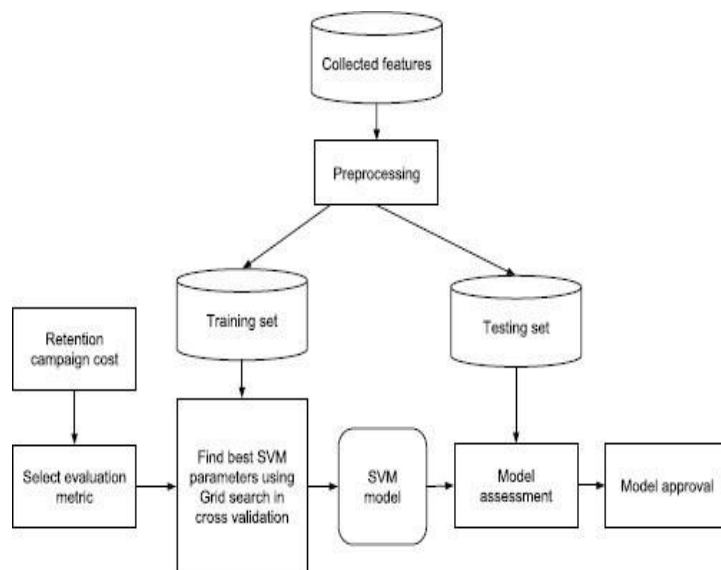 Collected features
Preprocessing
Training set
Testing set
Retention
campaign cost
Select evaluation
metric
Find best SVM
parameters using
Grid search in
cross validation
SVM
model
Model
assessment
Model approval